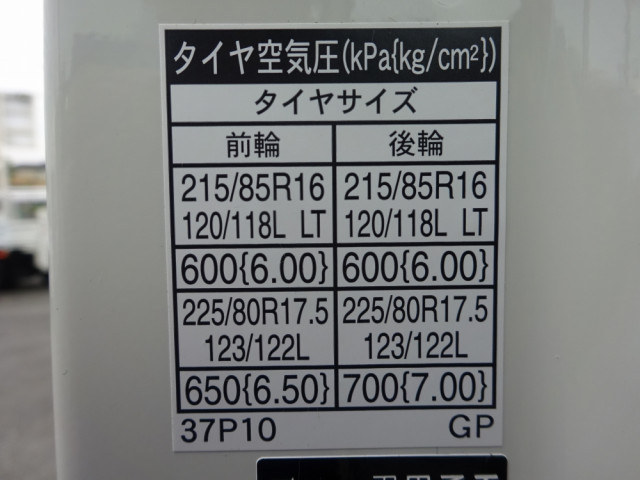 タイヤ空気圧(kPa{kg/cm²})
タイヤサイズ
前輪 後輪
215/85R16 215/85R16
120/118L LT 120/118L LT
600{6.00} 600{6.00}
225/80R17.5 225/80R17.5
123/122L 123/122L
650{6.50} 700{7.00}
37P10 GP